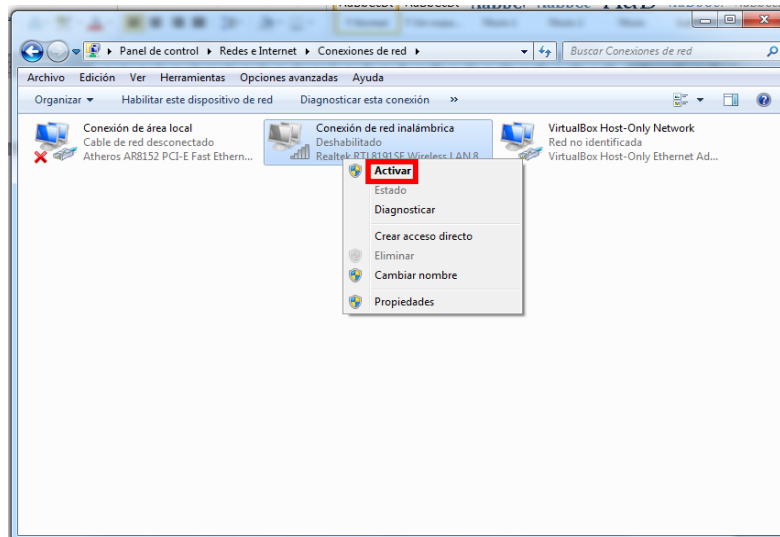 Panel de control ▸ Redes e Internet ▸ Conexiones de red ▸
Buscar Conexiones de red
Archivo Edición Ver Herramientas Opciones avanzadas Ayuda
Organizar Habilitar este dispositivo de red Diagnosticar esta conexión »
Conexión de área local
Cable de red desconectado
Atheros AR8152 PCI-E Fast Ethern...
Conexión de red inalámbrica
Deshabilitado
Realtek RTL8191SE Wireless LAN 8...
VirtualBox Host-Only Network
Red no identificada
VirtualBox Host-Only Ethernet Ad...
Activar
Estado
Diagnosticar
Crear acceso directo
Eliminar
Cambiar nombre
Propiedades